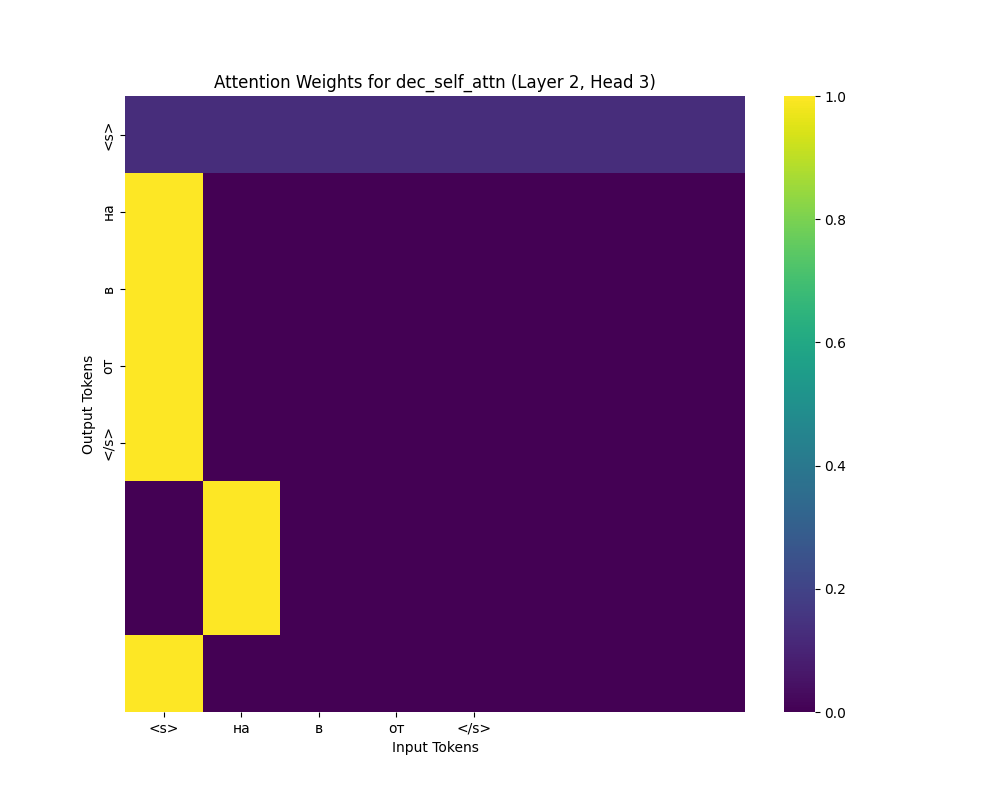 Attention Weights for dec_self_attn (Layer 2, Head 3)
Output Tokens
<s>
на
в
от
</s>
<s> на в от </s>
Input Tokens
1.0
0.8
0.6
0.4
0.2
0.0